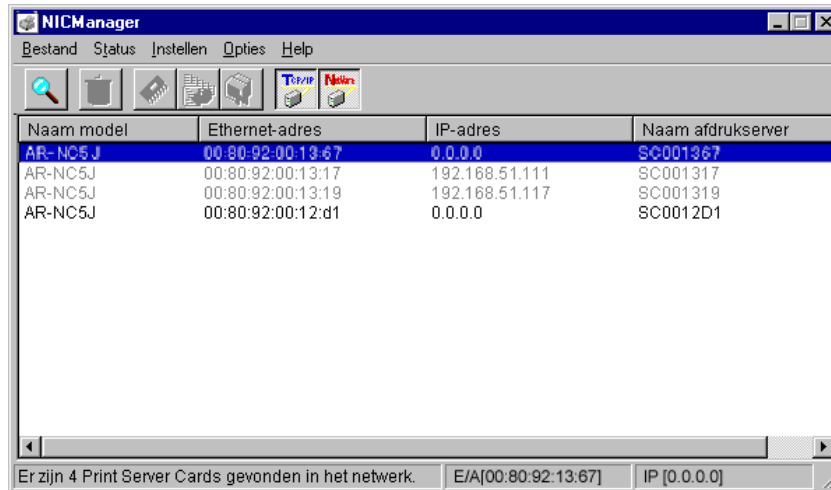 NICManager
Bestand Status Instellen Opties Help
TCP/IP NetWare
Naam model Ethernet-adres IP-adres Naam afdrukserver
AR-NC5J 00:80:92:00:13:67 0.0.0.0 SC001367
AR-NC5J 00:80:92:00:13:17 192.168.51.111 SC001317
AR-NC5J 00:80:92:00:13:19 192.168.51.117 SC001319
AR-NC5J 00:80:92:00:12:d1 0.0.0.0 SC0012D1
Er zijn 4 Print Server Cards gevonden in het netwerk. E/A[00:80:92:13:67] IP [0.0.0.0]